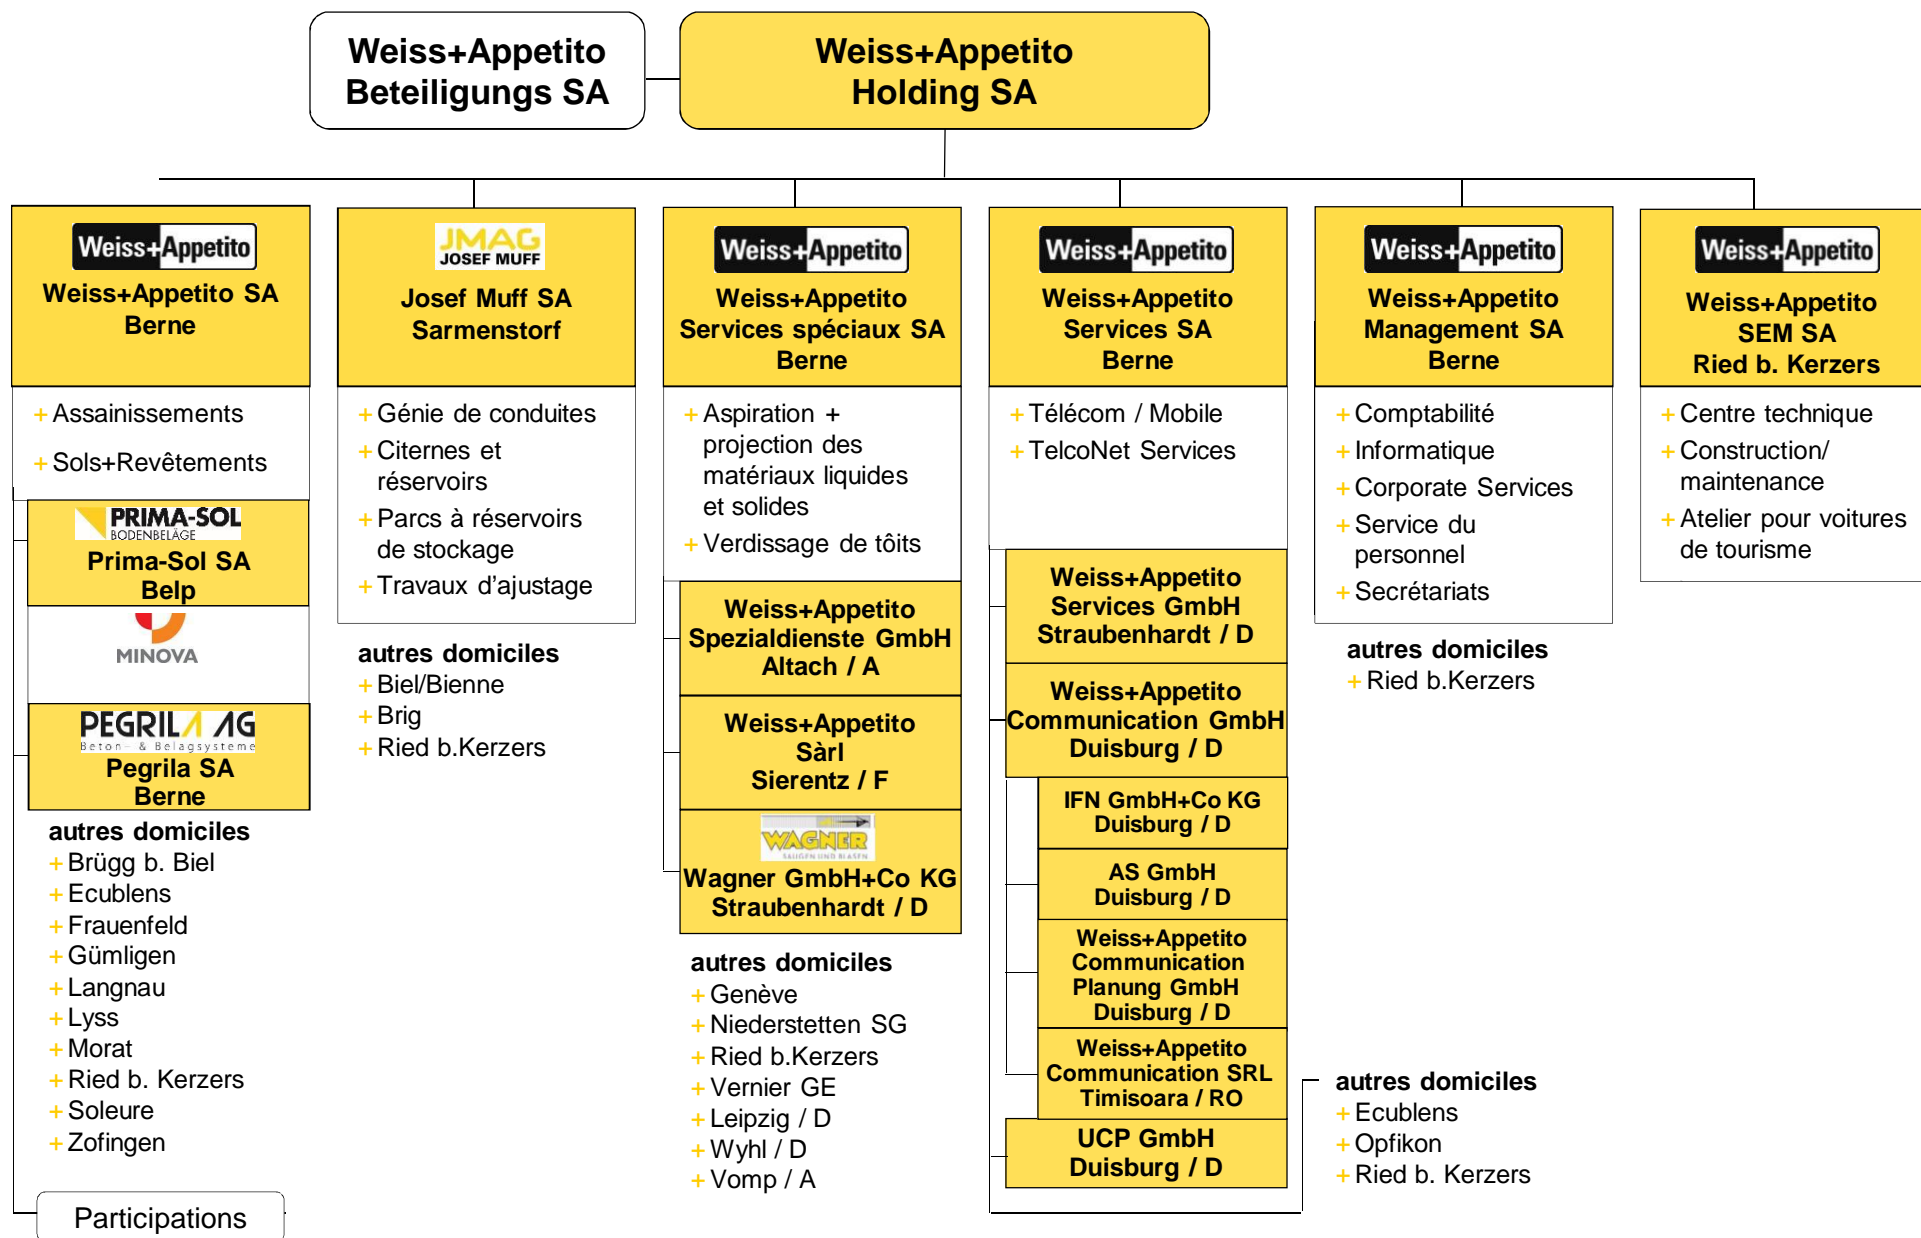 Weiss+Appetito
Beteiligungs SA
Weiss+Appetito
Holding SA
Weiss+Appetito
Weiss+Appetito SA
Berne
+ Assainissements
+ Sols+Revêtements
PRIMA-SOL
BODENBELÄGE
Prima-Sol SA
Belp
MINOVA
PEGRILA AG
Beton- & Belagsysteme
Pegrila SA
Berne
autres domiciles
+ Brügg b. Biel
+ Ecublens
+ Frauenfeld
+ Gümligen
+ Langnau
+ Lyss
+ Morat
+ Ried b. Kerzers
+ Soleure
+ Zofingen
Participations
JMAG
JOSEF MUFF
Josef Muff SA
Sarmenstorf
+ Génie de conduites
+ Citernes et
réservoirs
+ Parcs à réservoirs
de stockage
+ Travaux d'ajustage
autres domiciles
+ Biel/Bienne
+ Brig
+ Ried b.Kerzers
Weiss+Appetito
Weiss+Appetito
Services spéciaux SA
Berne
+ Aspiration +
projection des
matériaux liquides
et solides
+ Verdissage de tôits
Weiss+Appetito
Spezialdienste GmbH
Altach / A
Weiss+Appetito
Sàrl
Sierentz / F
WAGNER
SAUGEN UND BLASEN
Wagner GmbH+Co KG
Straubenhardt / D
autres domiciles
+ Genève
+ Niederstetten SG
+ Ried b.Kerzers
+ Vernier GE
+ Leipzig / D
+ Wyhl / D
+ Vomp / A
Weiss+Appetito
Weiss+Appetito
Services SA
Berne
+ Télécom / Mobile
+ TelcoNet Services
Weiss+Appetito
Services GmbH
Straubenhardt / D
Weiss+Appetito
Communication GmbH
Duisburg / D
IFN GmbH+Co KG
Duisburg / D
AS GmbH
Duisburg / D
Weiss+Appetito
Communication
Planung GmbH
Duisburg / D
Weiss+Appetito
Communication SRL
Timisoara / RO
UCP GmbH
Duisburg / D
autres domiciles
+ Ecublens
+ Opfikon
+ Ried b. Kerzers
Weiss+Appetito
Weiss+Appetito
Management SA
Berne
+ Comptabilité
+ Informatique
+ Corporate Services
+ Service du
personnel
+ Secrétariats
autres domiciles
+ Ried b.Kerzers
Weiss+Appetito
Weiss+Appetito
SEM SA
Ried b. Kerzers
+ Centre technique
+ Construction/
maintenance
+ Atelier pour voitures
de tourisme